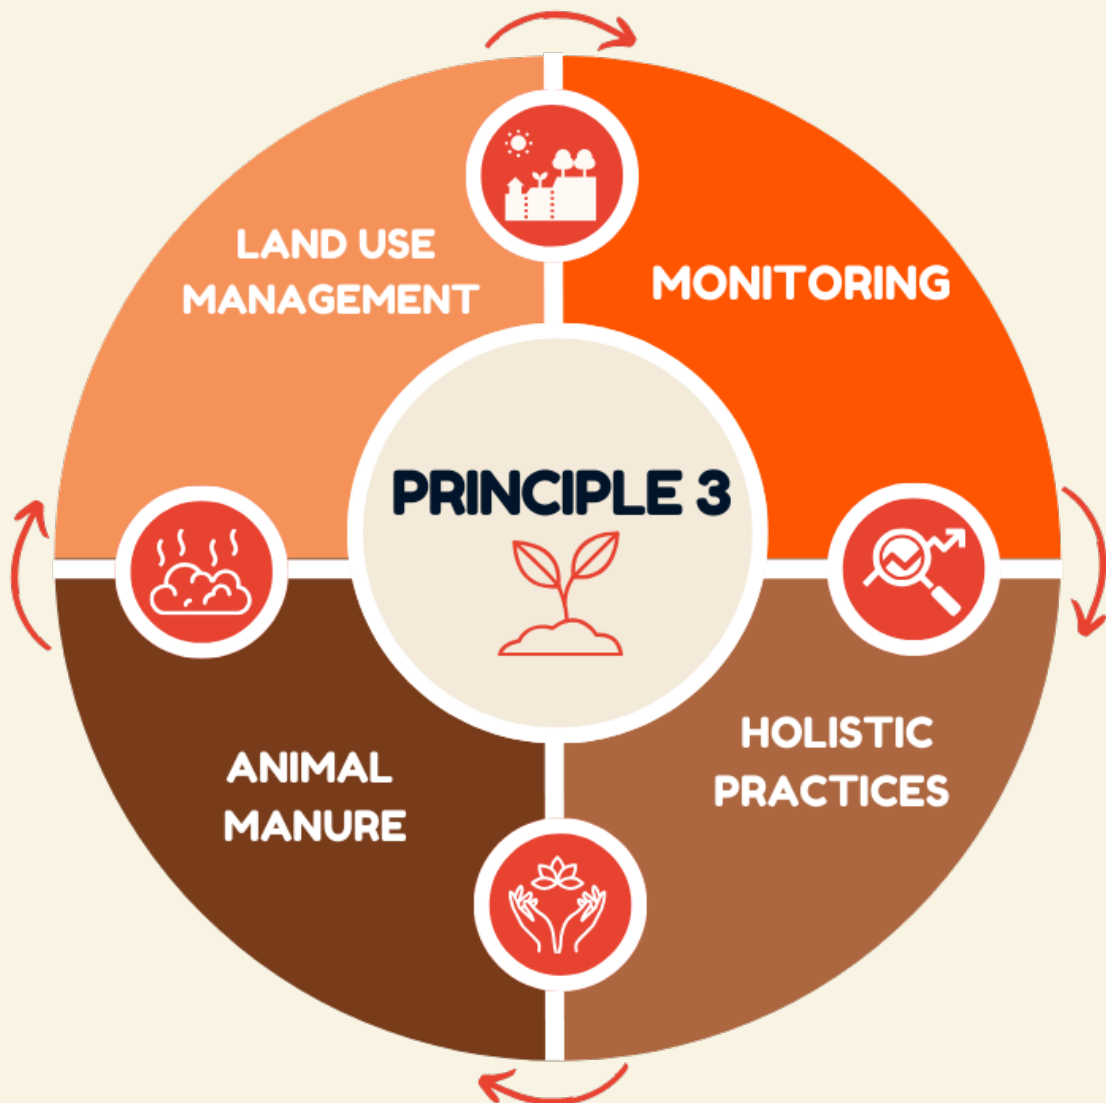 LAND USE
MANAGEMENT
MONITORING
PRINCIPLE 3
HOLISTIC
PRACTICES
ANIMAL
MANURE